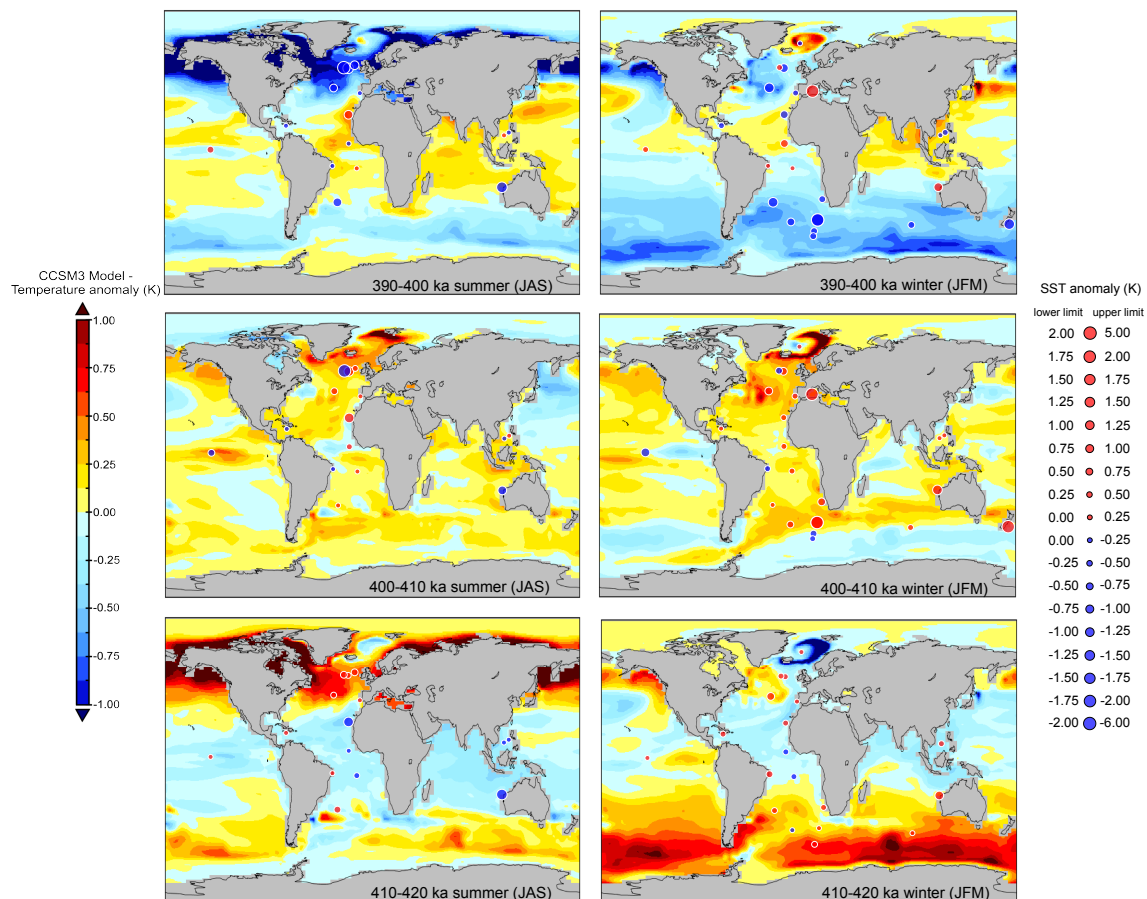 390-400 ka summer (JAS)
390-400 ka winter (JFM)
CCSM3 Model -
Temperature anomaly (K)
1.00
0.75
0.50
0.25
0.00
-0.25
-0.50
-0.75
-1.00
400-410 ka summer (JAS)
400-410 ka winter (JFM)
410-420 ka summer (JAS)
410-420 ka winter (JFM)
SST anomaly (K)
lower limit upper limit
2.00 5.00
1.75 2.00
1.50 1.75
1.25 1.50
1.00 1.25
0.75 1.00
0.50 0.75
0.25 0.50
0.00 0.25
0.00 -0.25
-0.25 -0.50
-0.50 -0.75
-0.75 -1.00
-1.00 -1.25
-1.25 -1.50
-1.50 -1.75
-1.75 -2.00
-2.00 -6.00